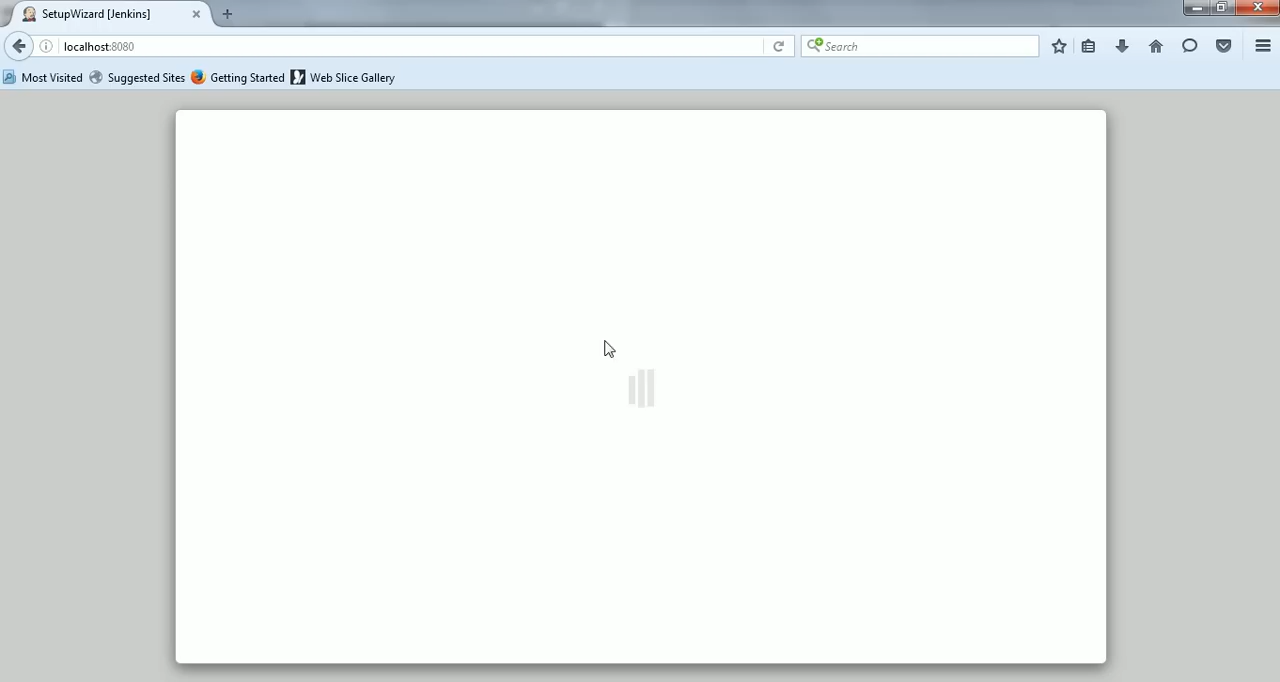 SetupWizard [Jenkins]
localhost:8080
Search
Most Visited Suggested Sites Getting Started Web Slice Gallery